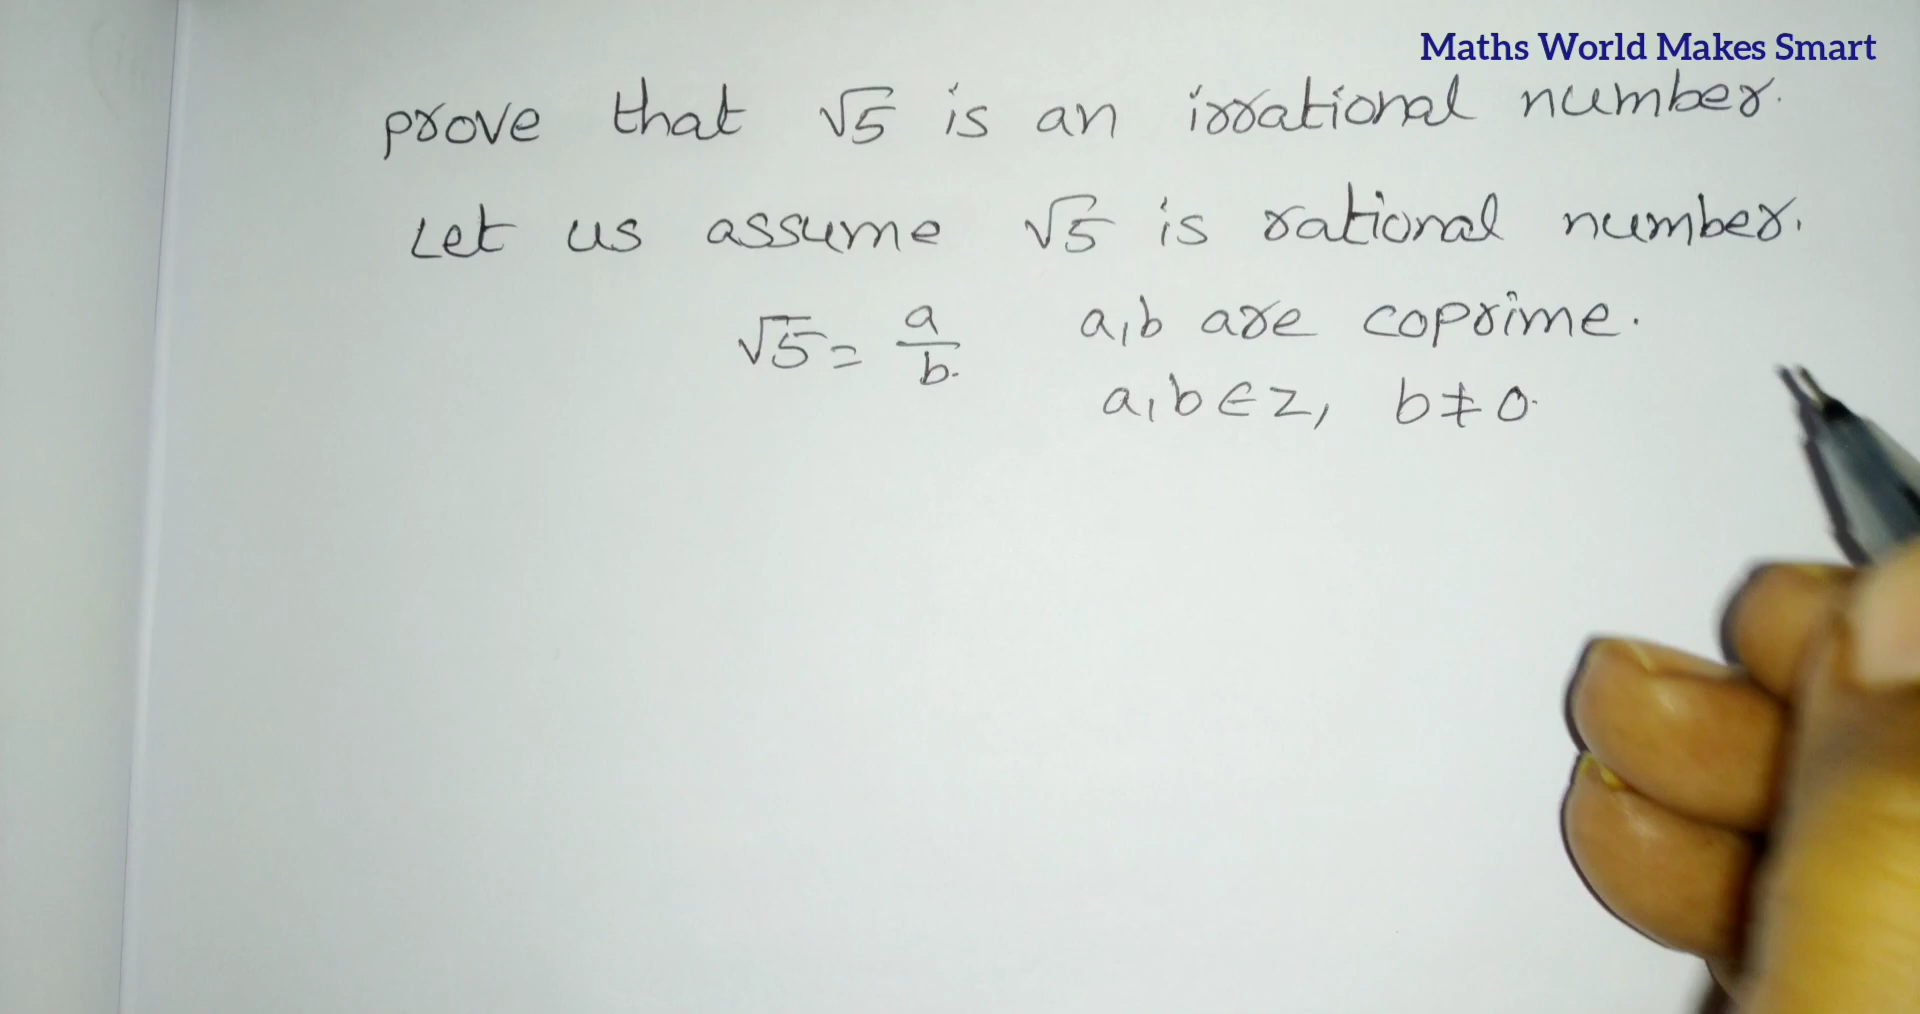 Maths World Makes Smart
prove that √5 is an irrational number.
Let us assume √5 is rational number.
√5 = a/b. a,b are coprime.
a,b ∈ Z, b ≠ 0.